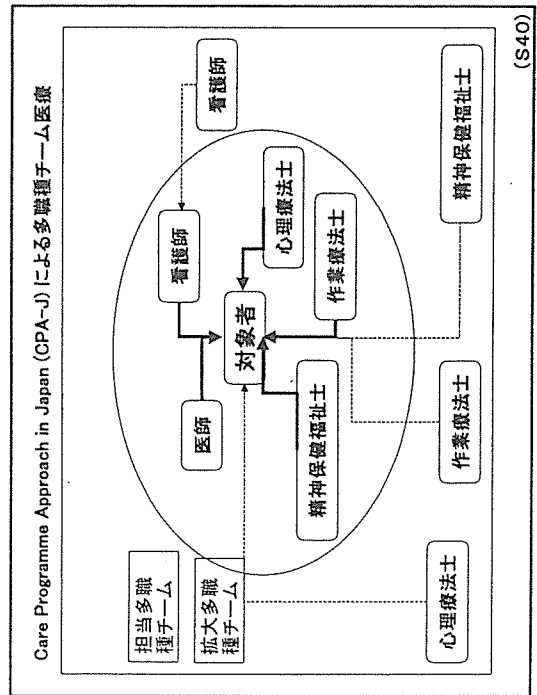 Care Programme Approach in Japan (CPA-J) による多職種チーム医療
担当多職
種チーム
拡大多職
種チーム
医師
看護師
看護師
対象者
心理療法士
精神保健福祉士
作業療法士
心理療法士
作業療法士
精神保健福祉士
(S40)